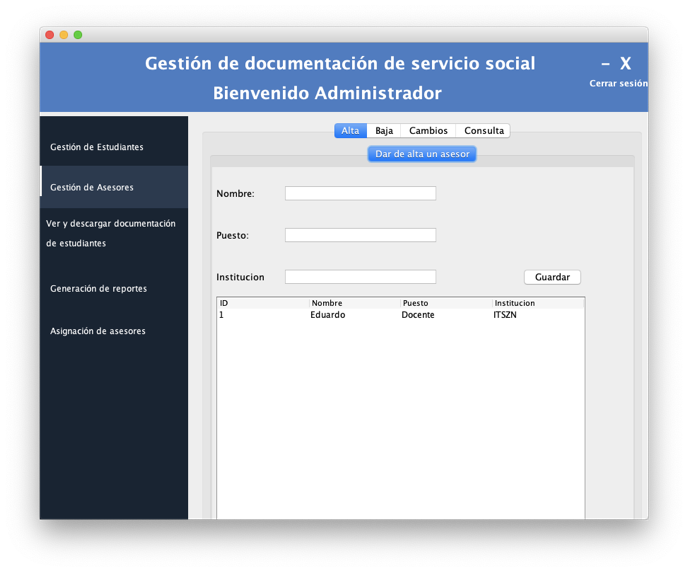 Gestión de documentación de servicio social
– X
Bienvenido Administrador
Cerrar sesión
Gestión de Estudiantes
Gestión de Asesores
Ver y descargar documentación
de estudiantes
Generación de reportes
Asignación de asesores
Alta Baja Cambios Consulta
Dar de alta un asesor
Nombre:
Puesto:
Institucion
Guardar
ID Nombre Puesto Institucion
1 Eduardo Docente ITSZN